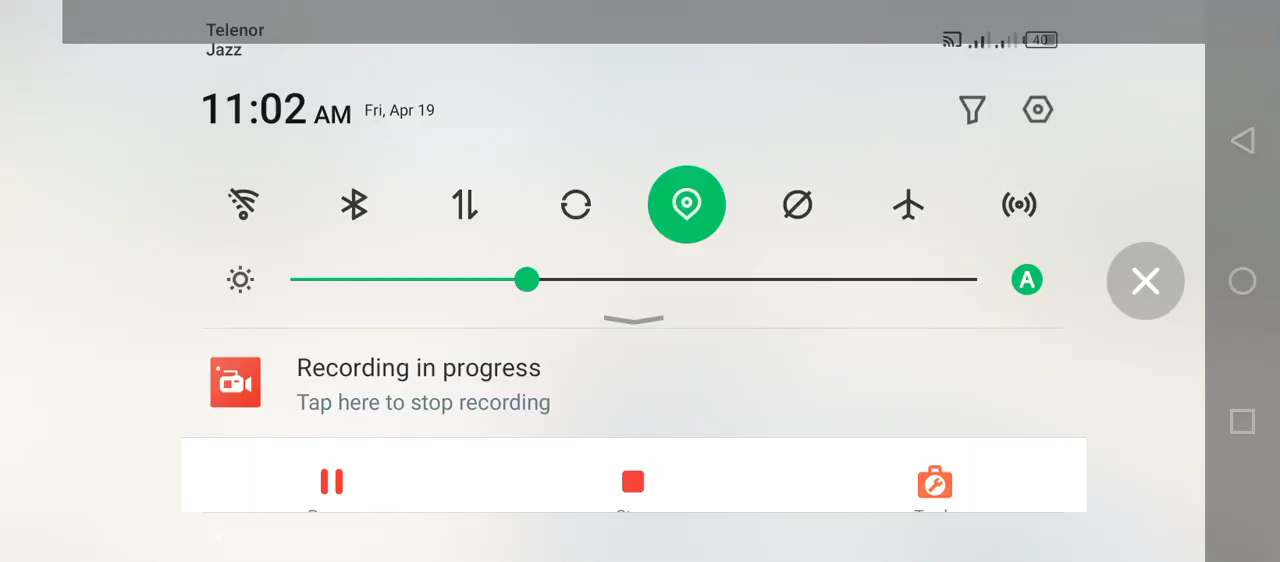 Telenor
Jazz
40
11:02 AM Fri, Apr 19
A
Recording in progress
Tap here to stop recording